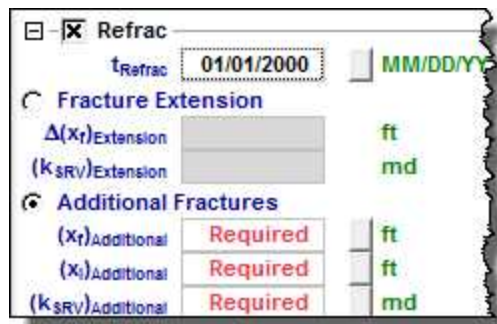 Refrac
tRefrac 01/01/2000 MM/DD/YY
Fracture Extension
Δ(xf)Extension ft
(kSRV)Extension md
Additional Fractures
(xf)Additional Required ft
(xI)Additional Required ft
(kSRV)Additional Required md